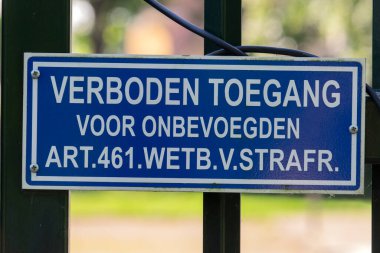 VERBODEN TOEGANG
VOOR ONBEVOEGDEN
ART.461.WETB.V.STRAFR.